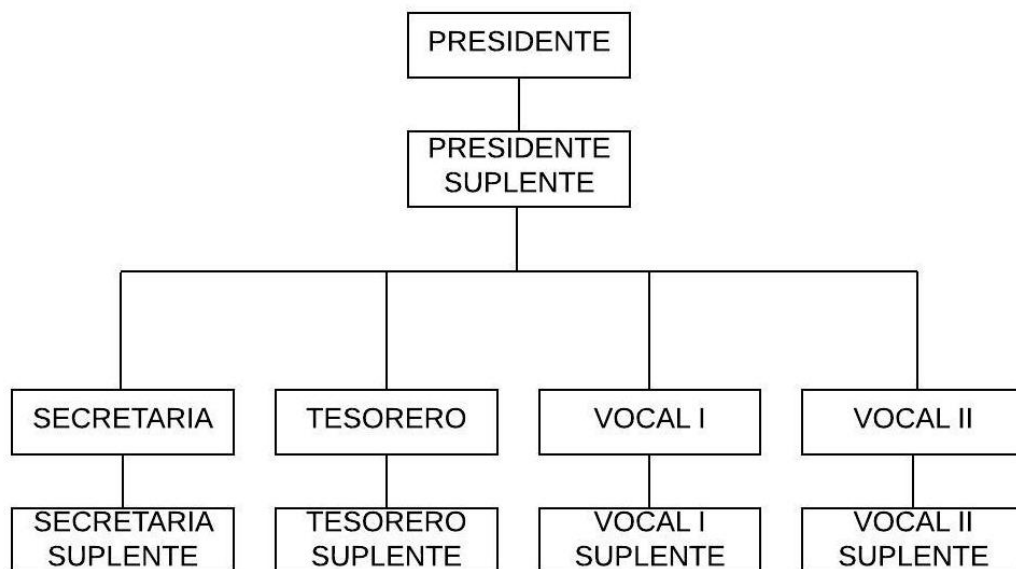 PRESIDENTE
PRESIDENTE
SUPLENTE
SECRETARIA
TESORERO
VOCAL I
VOCAL II
SECRETARIA
SUPLENTE
TESORERO
SUPLENTE
VOCAL I
SUPLENTE
VOCAL II
SUPLENTE